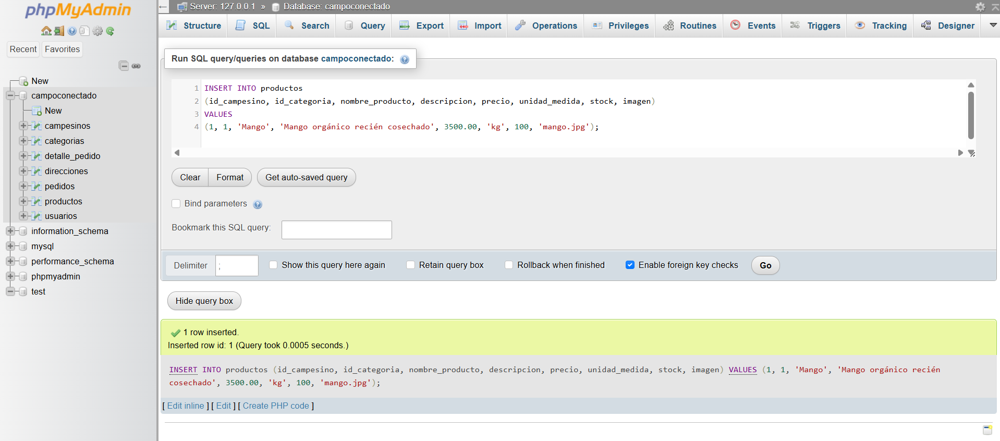 phpMyAdmin
Recent
Favorites
New
campoconectado
New
campesinos
categorias
detalle_pedido
direcciones
pedidos
productos
usuarios
information_schema
mysql
performance_schema
phpmyadmin
test
Server: 127.0.0.1 » Database: campoconectado
Structure
SQL
Search
Query
Export
Import
Operations
Privileges
Routines
Events
Triggers
Tracking
Designer
Run SQL query/queries on database campoconectado:
1 INSERT INTO productos
2 (id_campesino, id_categoria, nombre_producto, descripcion, precio, unidad_medida, stock, imagen)
3 VALUES
4 (1, 1, 'Mango', 'Mango orgánico recién cosechado', 3500.00, 'kg', 100, 'mango.jpg');
Clear
Format
Get auto-saved query
Bind parameters
Bookmark this SQL query:
Delimiter
;
Show this query here again
Retain query box
Rollback when finished
Enable foreign key checks
Go
Hide query box
1 row inserted.
Inserted row id: 1 (Query took 0.0005 seconds.)
INSERT INTO productos (id_campesino, id_categoria, nombre_producto, descripcion, precio, unidad_medida, stock, imagen) VALUES (1, 1, 'Mango', 'Mango orgánico recién
cosechado', 3500.00, 'kg', 100, 'mango.jpg');
[ Edit inline ] [ Edit ] [ Create PHP code ]